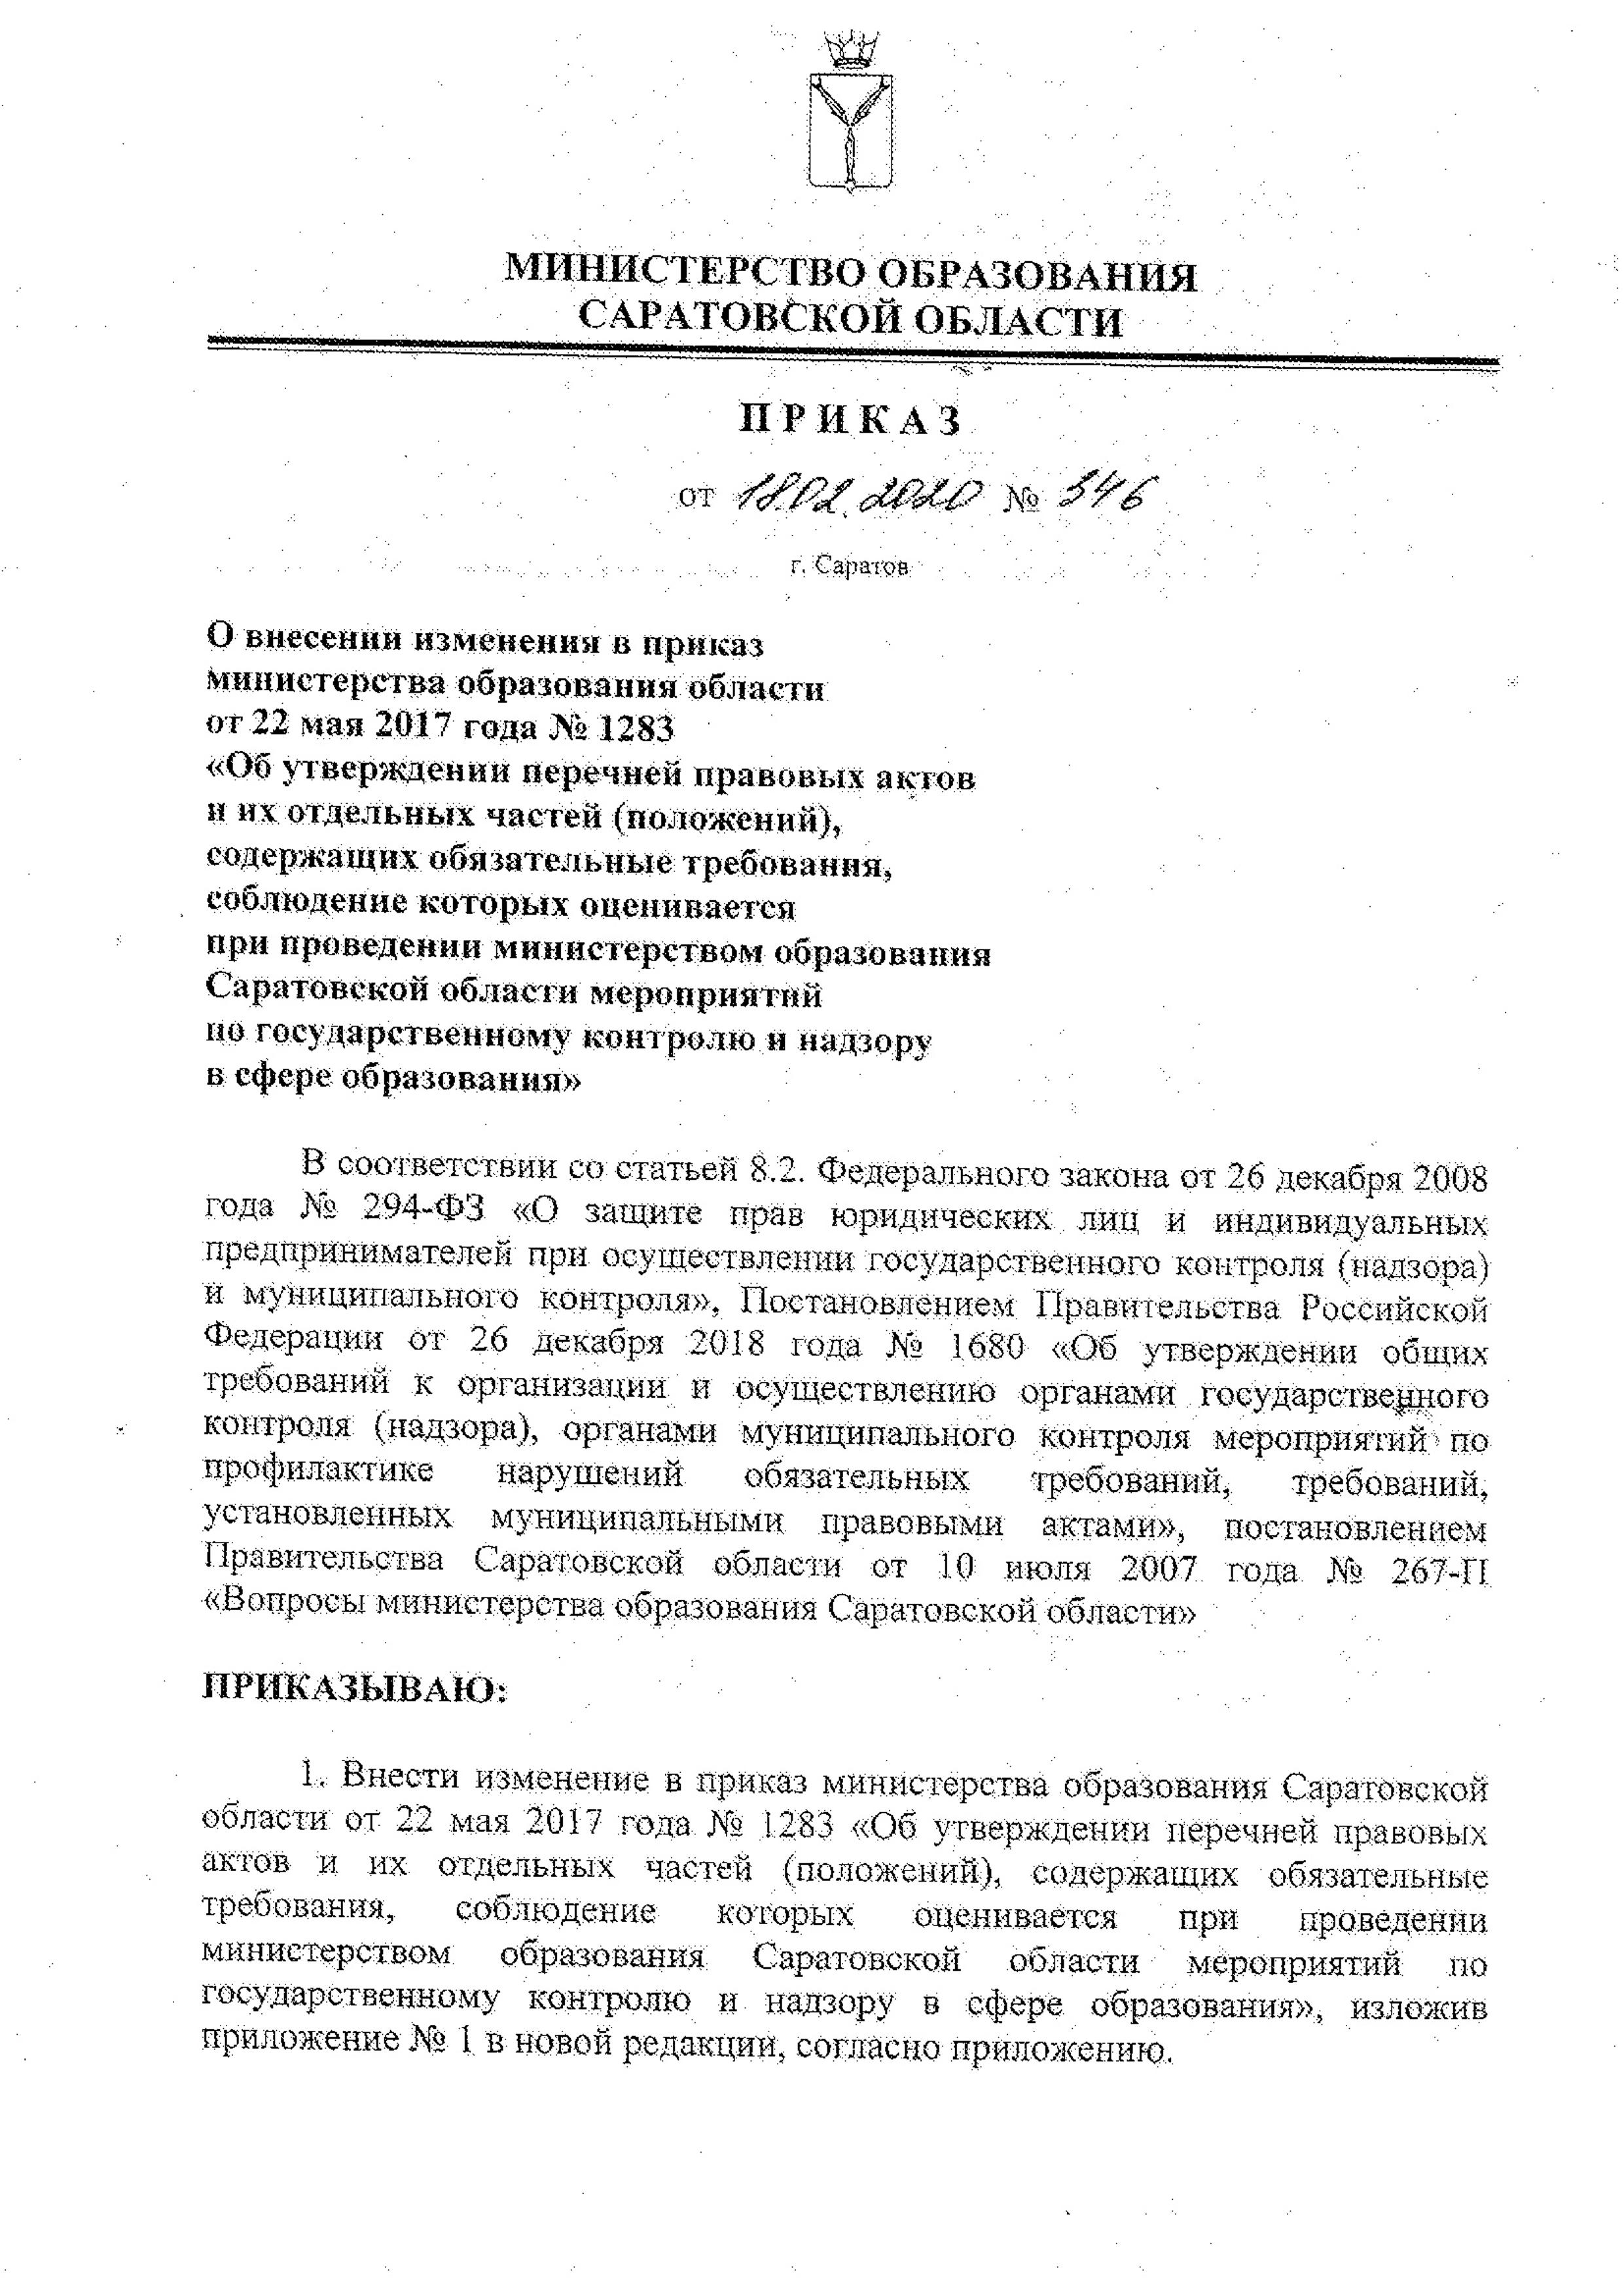 МИНИСТЕРСТВО ОБРАЗОВАНИЯ
САРАТОВСКОЙ ОБЛАСТИ
ПРИКАЗ
от 18.02.2020 № 346
г. Саратов
О внесении изменения в приказ
министерства образования области
от 22 мая 2017 года № 1283
«Об утверждении перечней правовых актов
и их отдельных частей (положений),
содержащих обязательные требования,
соблюдение которых оценивается
при проведении министерством образования
Саратовской области мероприятий
по государственному контролю и надзору
в сфере образования»
В соответствии со статьей 8.2. Федерального закона от 26 декабря 2008
года № 294-ФЗ «О защите прав юридических лиц и индивидуальных
предпринимателей при осуществлении государственного контроля (надзора)
и муниципального контроля», Постановлением Правительства Российской
Федерации от 26 декабря 2018 года № 1680 «Об утверждении общих
требований к организации и осуществлению органами государственного
контроля (надзора), органами муниципального контроля мероприятий по
профилактике нарушений обязательных требований, требований,
установленных муниципальными правовыми актами», постановлением
Правительства Саратовской области от 10 июля 2007 года № 267-П
«Вопросы министерства образования Саратовской области»
ПРИКАЗЫВАЮ:
1. Внести изменение в приказ министерства образования Саратовской
области от 22 мая 2017 года № 1283 «Об утверждении перечней правовых
актов и их отдельных частей (положений), содержащих обязательные
требования, соблюдение которых оценивается при проведении
министерством образования Саратовской области мероприятий по
государственному контролю и надзору в сфере образования», изложив
приложение № 1 в новой редакции, согласно приложению.